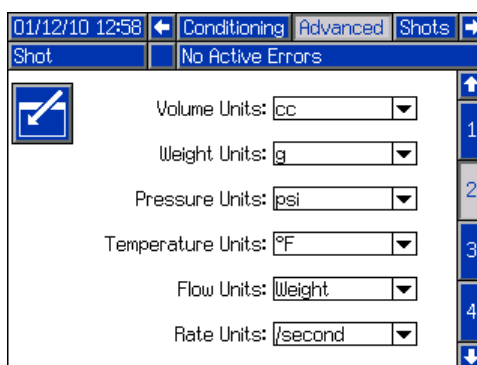 01/12/10 12:58 Conditioning Advanced Shots
Shot No Active Errors
Volume Units: cc
1
Weight Units: g
Pressure Units: psi
2
Temperature Units: °F
3
Flow Units: Weight
4
Rate Units: /second